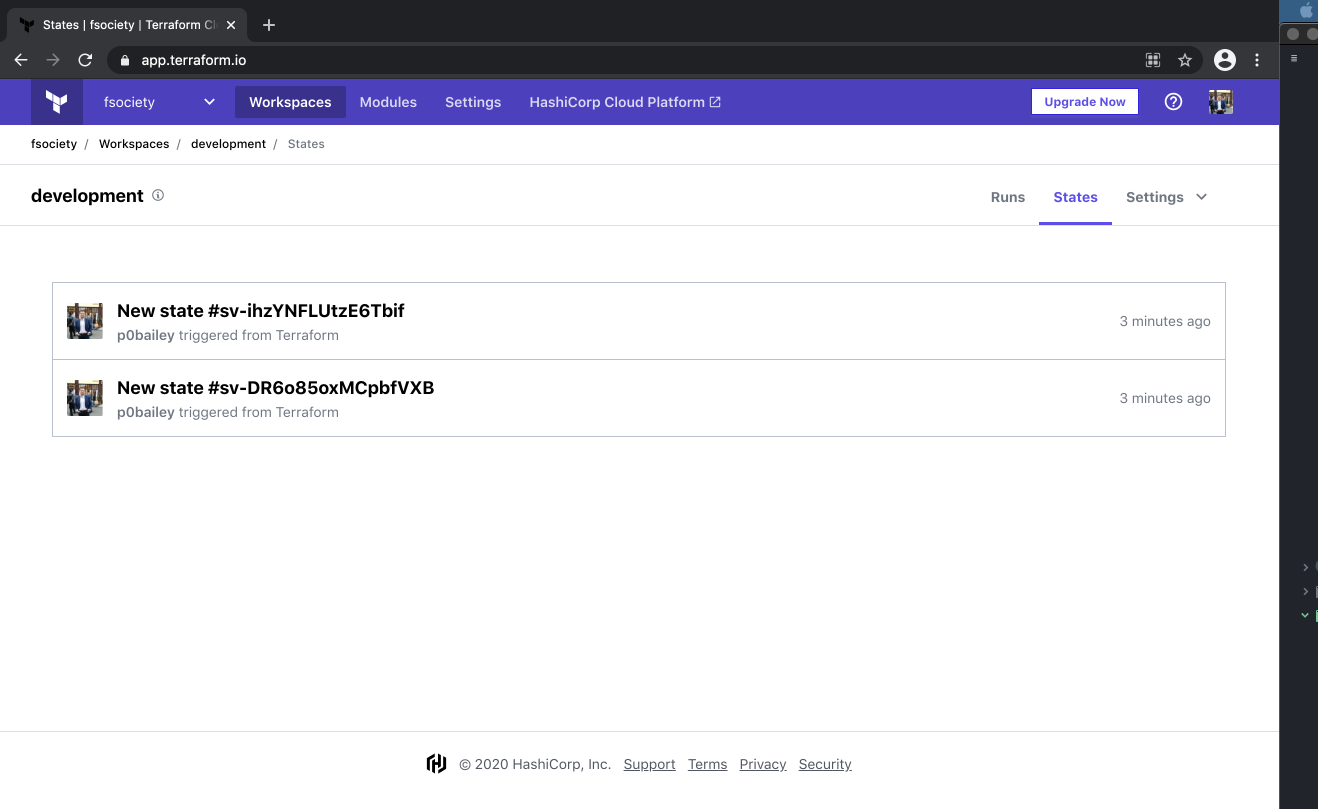 States | fsociety | Terraform Cl
app.terraform.io
fsociety Workspaces Modules Settings HashiCorp Cloud Platform Upgrade Now
fsociety / Workspaces / development / States
development
Runs States Settings
New state #sv-ihzYNFLUtzE6Tbif
p0bailey triggered from Terraform
3 minutes ago
New state #sv-DR6o85oxMCpbfVXB
p0bailey triggered from Terraform
3 minutes ago
© 2020 HashiCorp, Inc. Support Terms Privacy Security